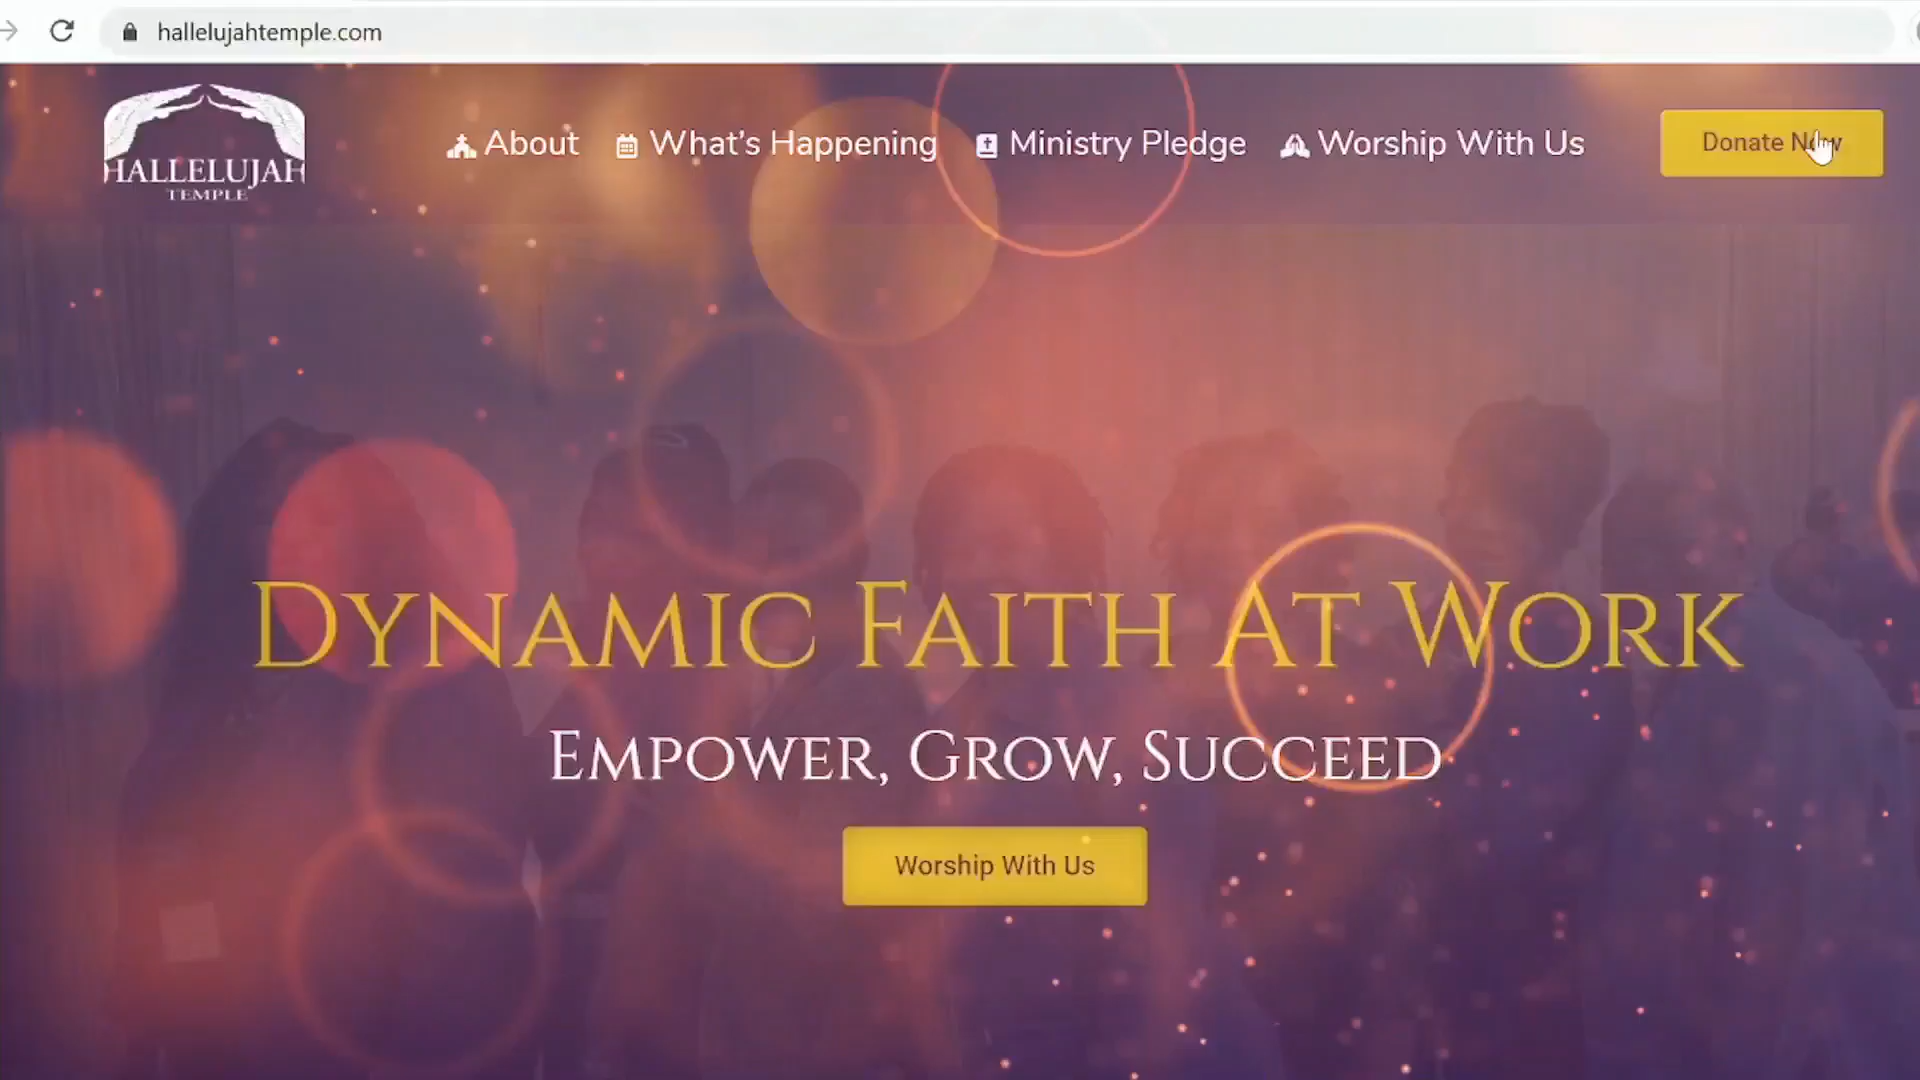 hallelujahtemple.com
HALLELUJAH
TEMPLE
About
What's Happening
Ministry Pledge
Worship With Us
Donate Now
DYNAMIC FAITH AT WORK
EMPOWER, GROW, SUCCEED
Worship With Us